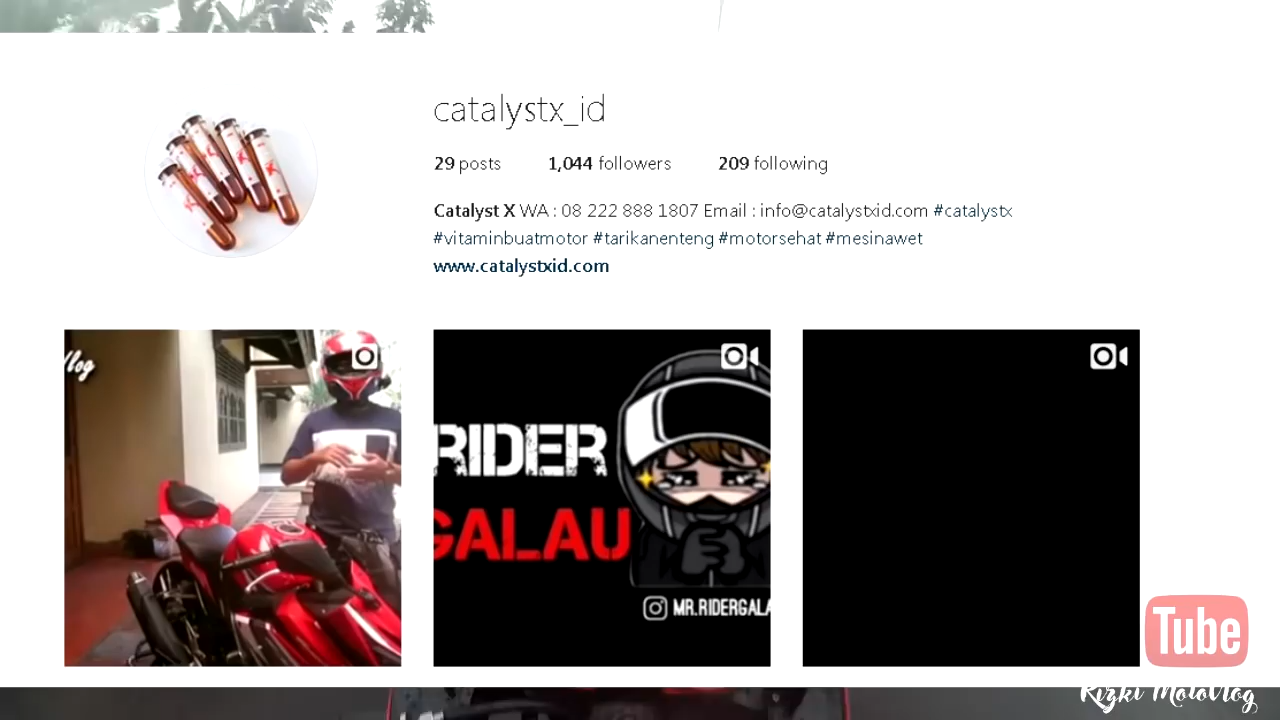 catalystx_id
29 posts 1,044 followers 209 following
Catalyst X WA : 08 222 888 1807 Email : info@catalystxid.com #catalystx
#vitaminbuatmotor #tarikanenteng #motorsehat #mesinawet
www.catalystxid.com
Vlog
RIDER
GALAU
MR.RIDERGALA
Tube
Rizki MotoVlog